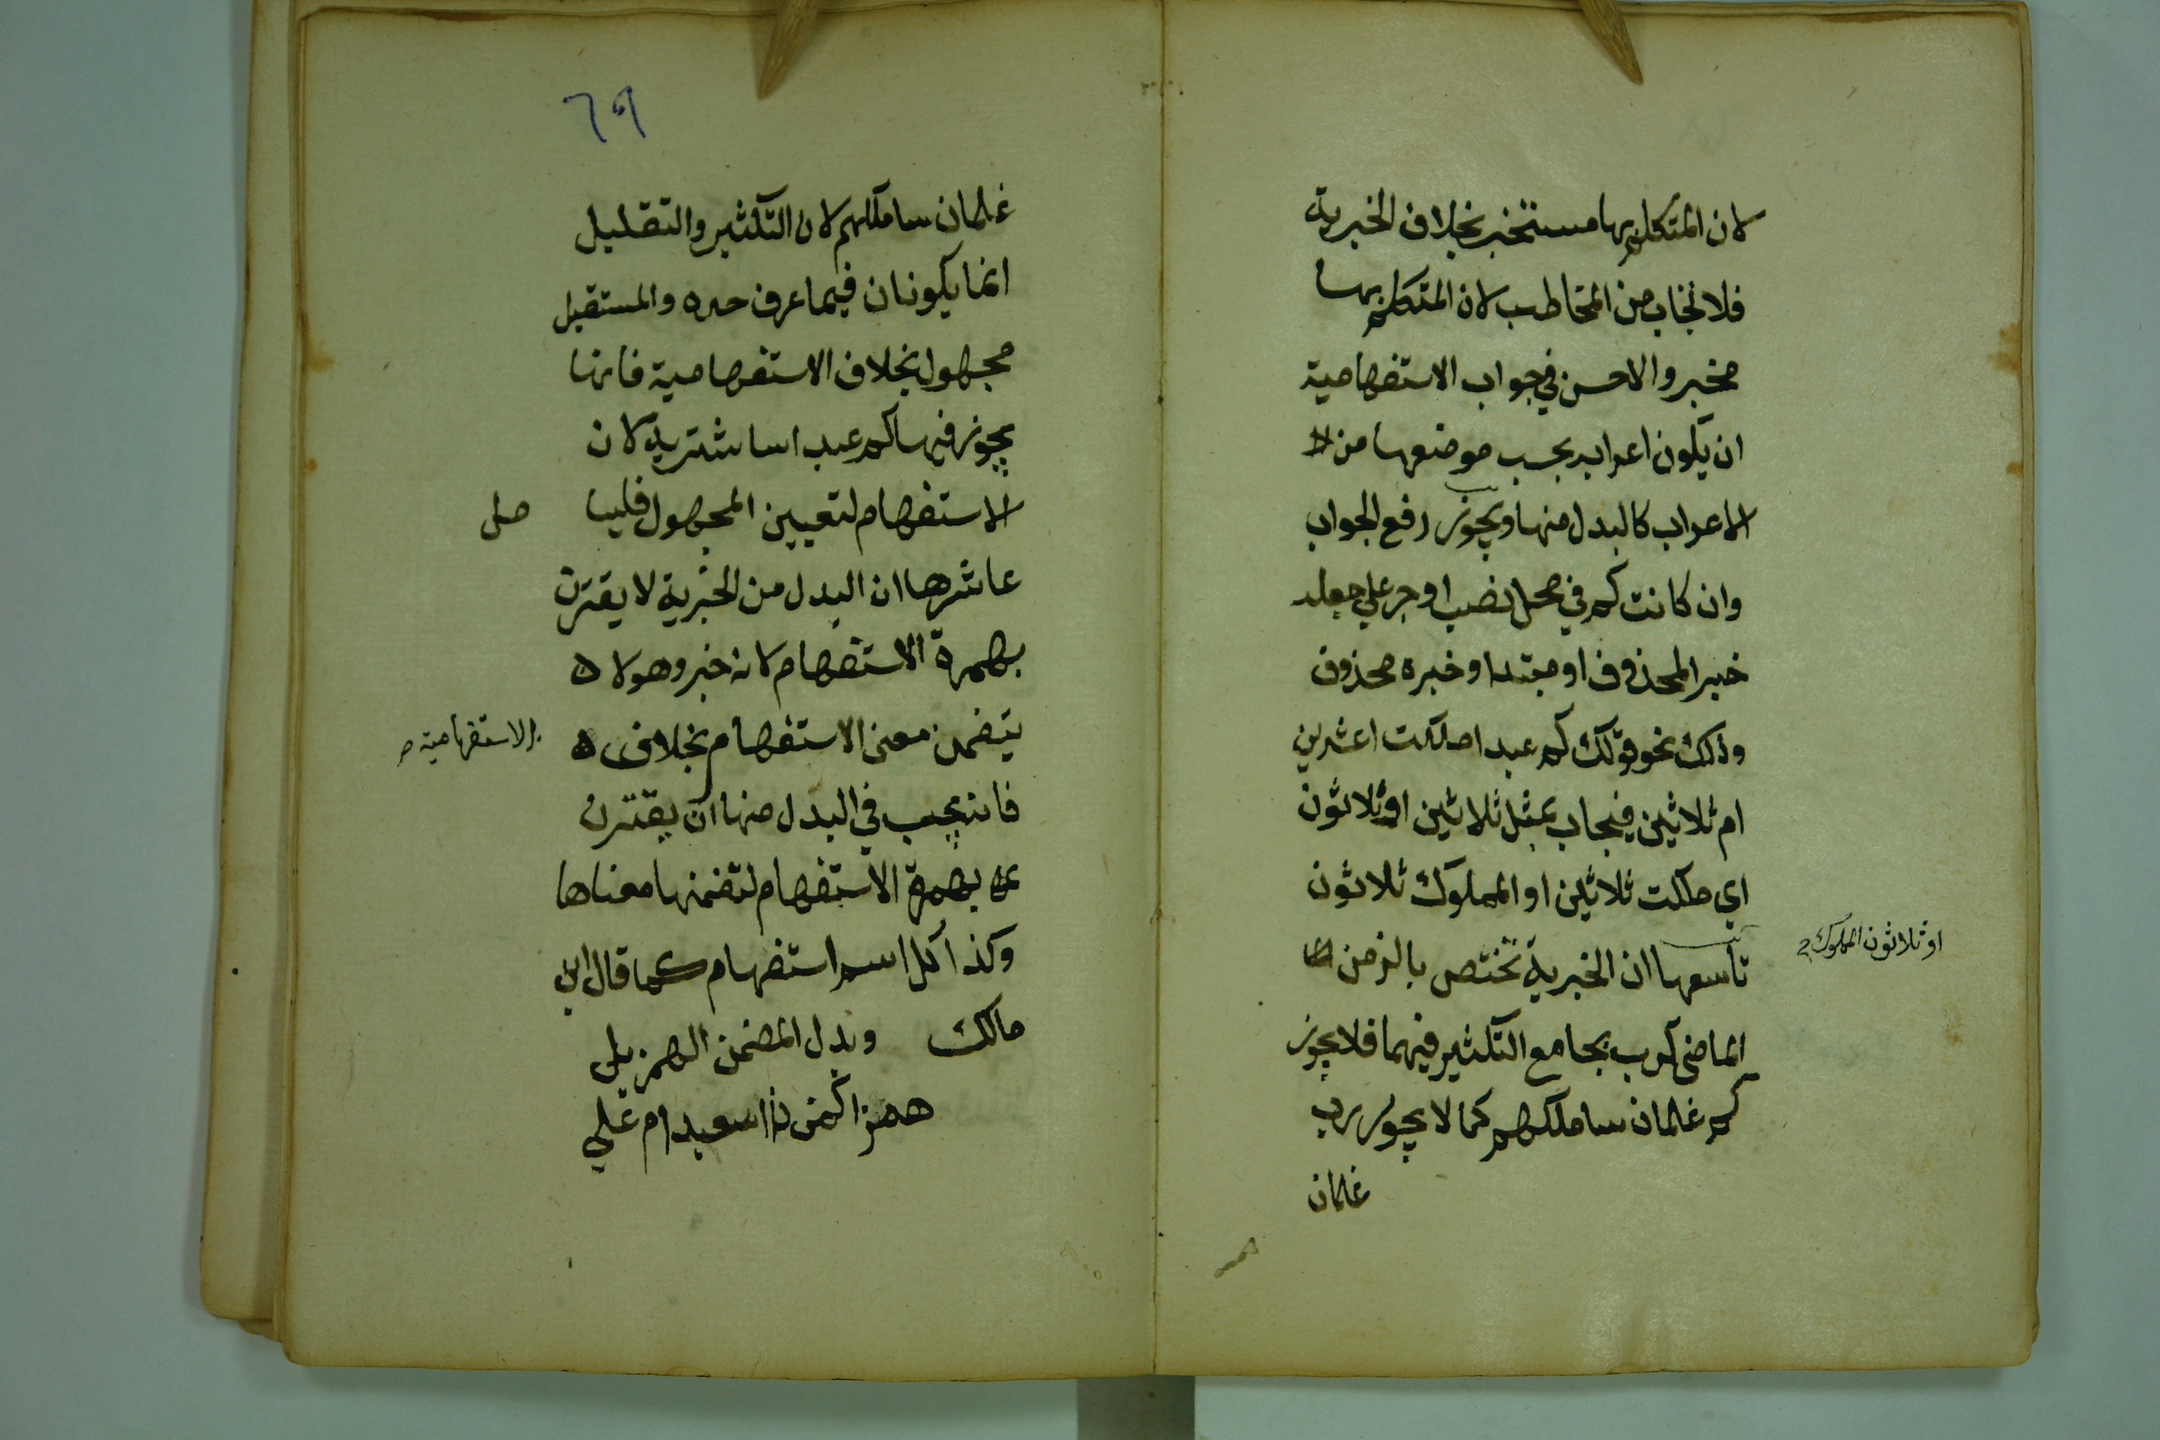 لان المتكلم بها مستخبر بخلاف الخبرية
فلا تجاب من المخاطب لان المتكلم بها
مخبر والاحسن في جواب الاستفهامية
ان يكون اعرابه بحسب موضعها من
الاعراب كالبدل منها ويجوز رفع الجواب
وان كانت كم في محل نصب او جر على جعله
خبر المحذوف او مبتدا وخبره محذوف
وذلك نحو قولك كم عبدا ملكت اعشرين
ام ثلاثين فيجاب بمثل ثلاثين او ثلاثون
اي ملكت ثلاثين او المملوك ثلاثون
او ثلاثون المملوك
تاسعها ان الخبرية تختص بالزمن
الماضي كرب بجامع التكثير فيهما فلا يجوز
كم غلمان ساملكهم كما لا يجوز رب
غلمان
٦٩
غلمان ساملكهم لان التكثير والتقليل
انما يكونان فيما عرف حده والمستقبل
مجهول بخلاف الاستفهامية فانها
يجوز فيها كم عبدا ساشتريه لان
الاستفهام لتعيين المجهول
عاشرها ان البدل من الخبرية لا يقترن
بهمزة الاستفهام لانه خبر وهو لا
يتضمن معنى الاستفهام بخلاف
الاستفهامية
فانه يجب في البدل منها ان يقترن
بهمزة الاستفهام لتضمنها معناها
وكذا كل اسم استفهام كما قال ابن
مالك وبدل المضمن الهمز يلي
همزا كمن ذا اسعيد ام علي